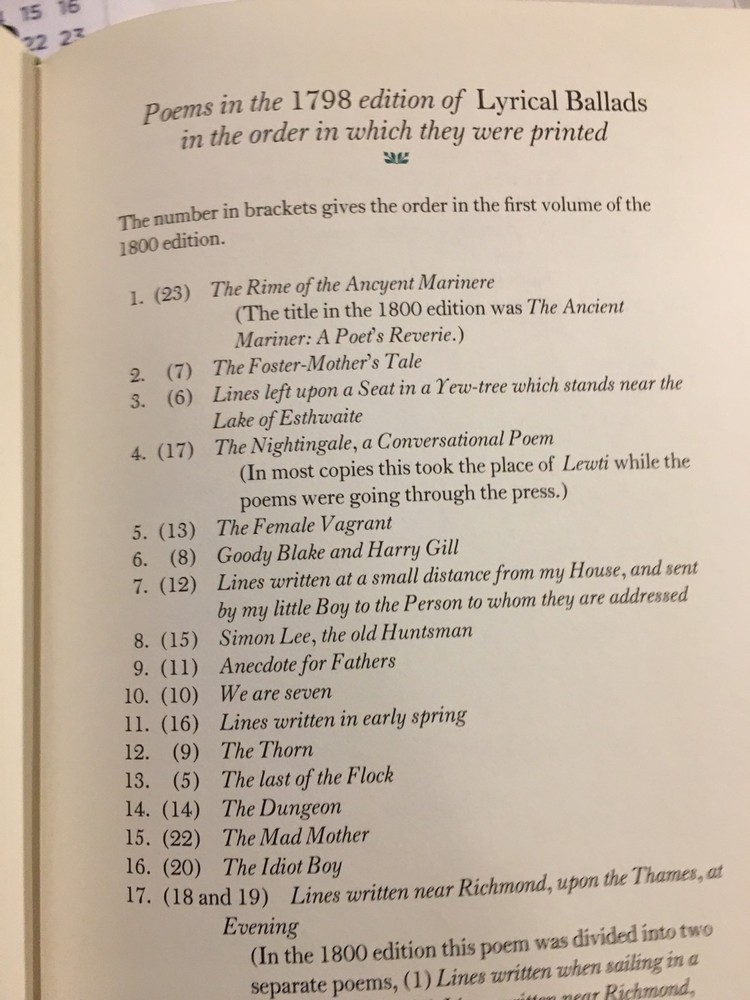 15 16
22 23
Poems in the 1798 edition of Lyrical Ballads
in the order in which they were printed
The number in brackets gives the order in the first volume of the
1800 edition.
1. (23) The Rime of the Ancyent Marinere
(The title in the 1800 edition was The Ancient
Mariner: A Poet's Reverie.)
2. (7) The Foster-Mother's Tale
3. (6) Lines left upon a Seat in a Yew-tree which stands near the
Lake of Esthwaite
4. (17) The Nightingale, a Conversational Poem
(In most copies this took the place of Lewti while the
poems were going through the press.)
5. (13) The Female Vagrant
6. (8) Goody Blake and Harry Gill
7. (12) Lines written at a small distance from my House, and sent
by my little Boy to the Person to whom they are addressed
8. (15) Simon Lee, the old Huntsman
9. (11) Anecdote for Fathers
10. (10) We are seven
11. (16) Lines written in early spring
12. (9) The Thorn
13. (5) The last of the Flock
14. (14) The Dungeon
15. (22) The Mad Mother
16. (20) The Idiot Boy
17. (18 and 19) Lines written near Richmond, upon the Thames, at
Evening
(In the 1800 edition this poem was divided into two
separate poems, (1) Lines written when sailing in a
near Richmond,